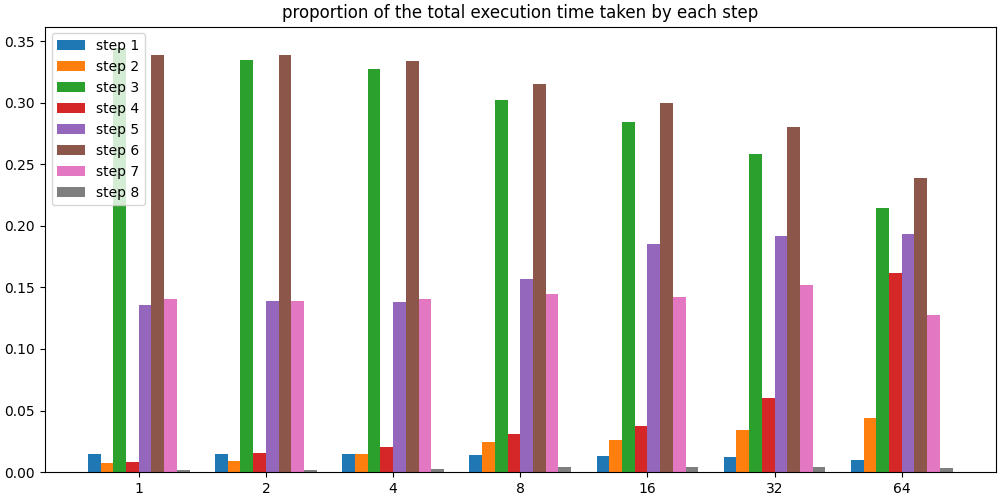 proportion of the total execution time taken by each step
0.35
0.30
0.25
0.20
0.15
0.10
0.05
0.00
step 1
step 2
step 3
step 4
step 5
step 6
step 7
step 8
1 2 4 8 16 32 64